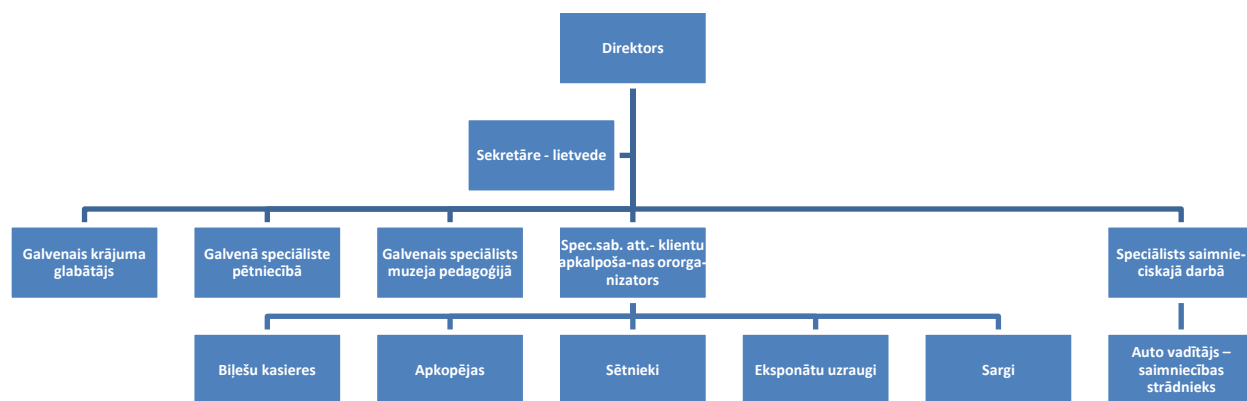 Direktors
Sekretāre - lietvede
Galvenais krājuma
glabātājs
Galvenā speciāliste
pētniecībā
Galvenais speciālists
muzeja pedagoģijā
Spec.sab. att.- klientu
apkalpoša-nas ororga-
nizators
Speciālists saimnie-
ciskajā darbā
Biļešu kasieres
Apkopējas
Sētnieki
Eksponātu uzraugi
Sargi
Auto vadītājs –
saimniecības
strādnieks